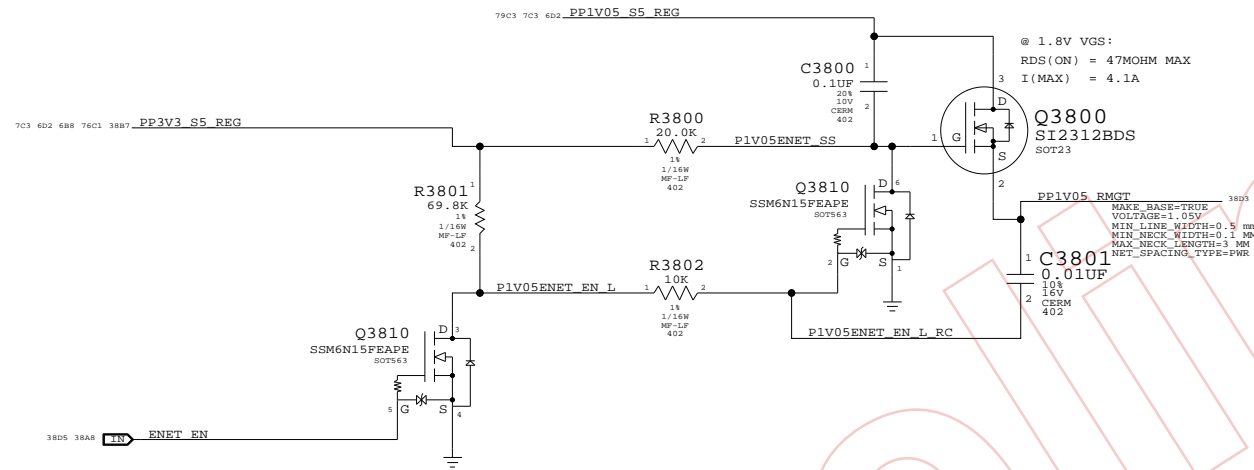 79C3 7C3 6D2 PP1V05_S5_REG
@ 1.8V VGS:
RDS(ON) = 47MOHM MAX
I(MAX) = 4.1A
C3800
0.1UF
20%
10V
CERM
402
1
2
3
D
Q3800
SI2312BDS
SOT23
1
G
S
2
7C3 6D2 6B8 76C1 38B7 PP3V3_S5_REG
R3800
20.0K
1
2
1%
1/16W
MF-LF
402
P1V05ENET_SS
R3801
69.8K
1%
1/16W
MF-LF
402
1
2
Q3810
SSM6N15FEAPE
SOT563
D
6
2
G
S
1
PP1V05_RMGT
38D3
MAKE_BASE=TRUE
VOLTAGE=1.05V
MIN_LINE_WIDTH=0.5 mm
MIN_NECK_WIDTH=0.1 MM
MAX_NECK_LENGTH=3 MM
NET_SPACING_TYPE=PWR
1
C3801
0.01UF
10%
16V
CERM
402
2
P1V05ENET_EN_L
R3802
10K
1
2
1%
1/16W
MF-LF
402
P1V05ENET_EN_L_RC
Q3810
SSM6N15FEAPE
SOT563
D
3
5
G
S
4
38D5 38A8 IN ENET_EN